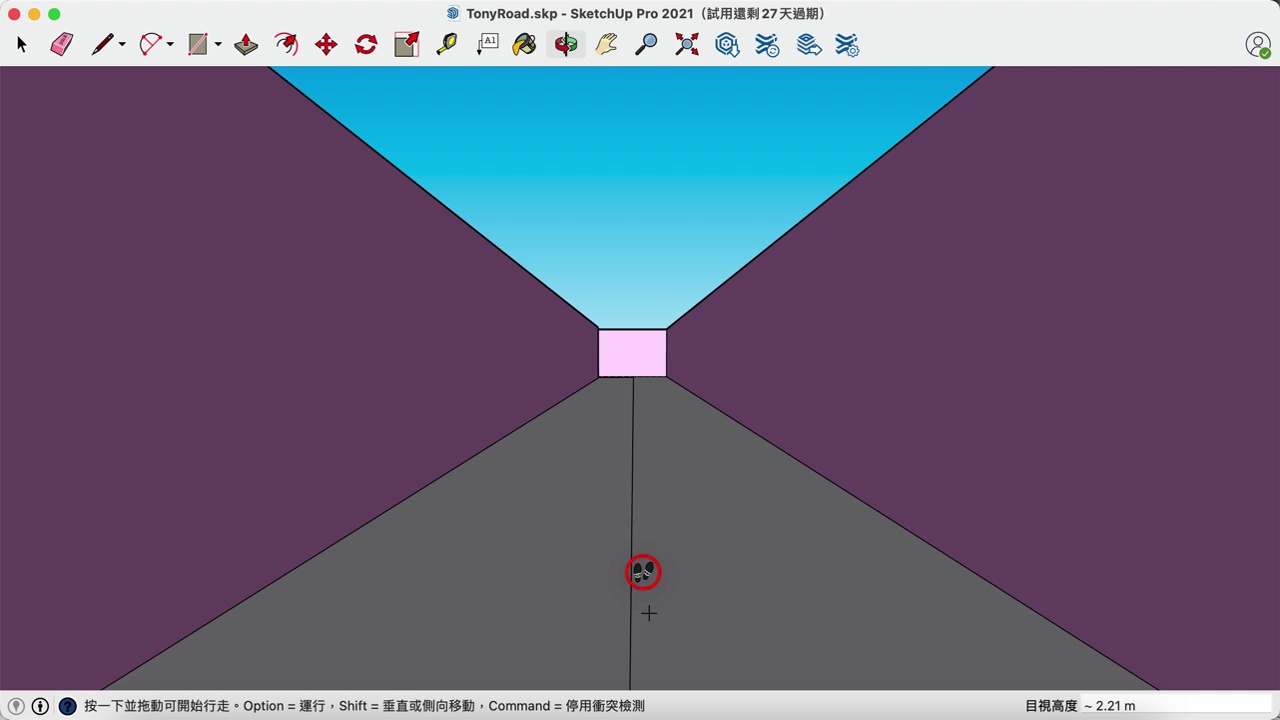 TonyRoad.skp - SketchUp Pro 2021（試用還剩 27 天過期）
A1
按一下並拖動可開始行走。Option = 運行，Shift = 垂直或側向移動，Command = 停用衝突檢測
目視高度 ~ 2.21 m